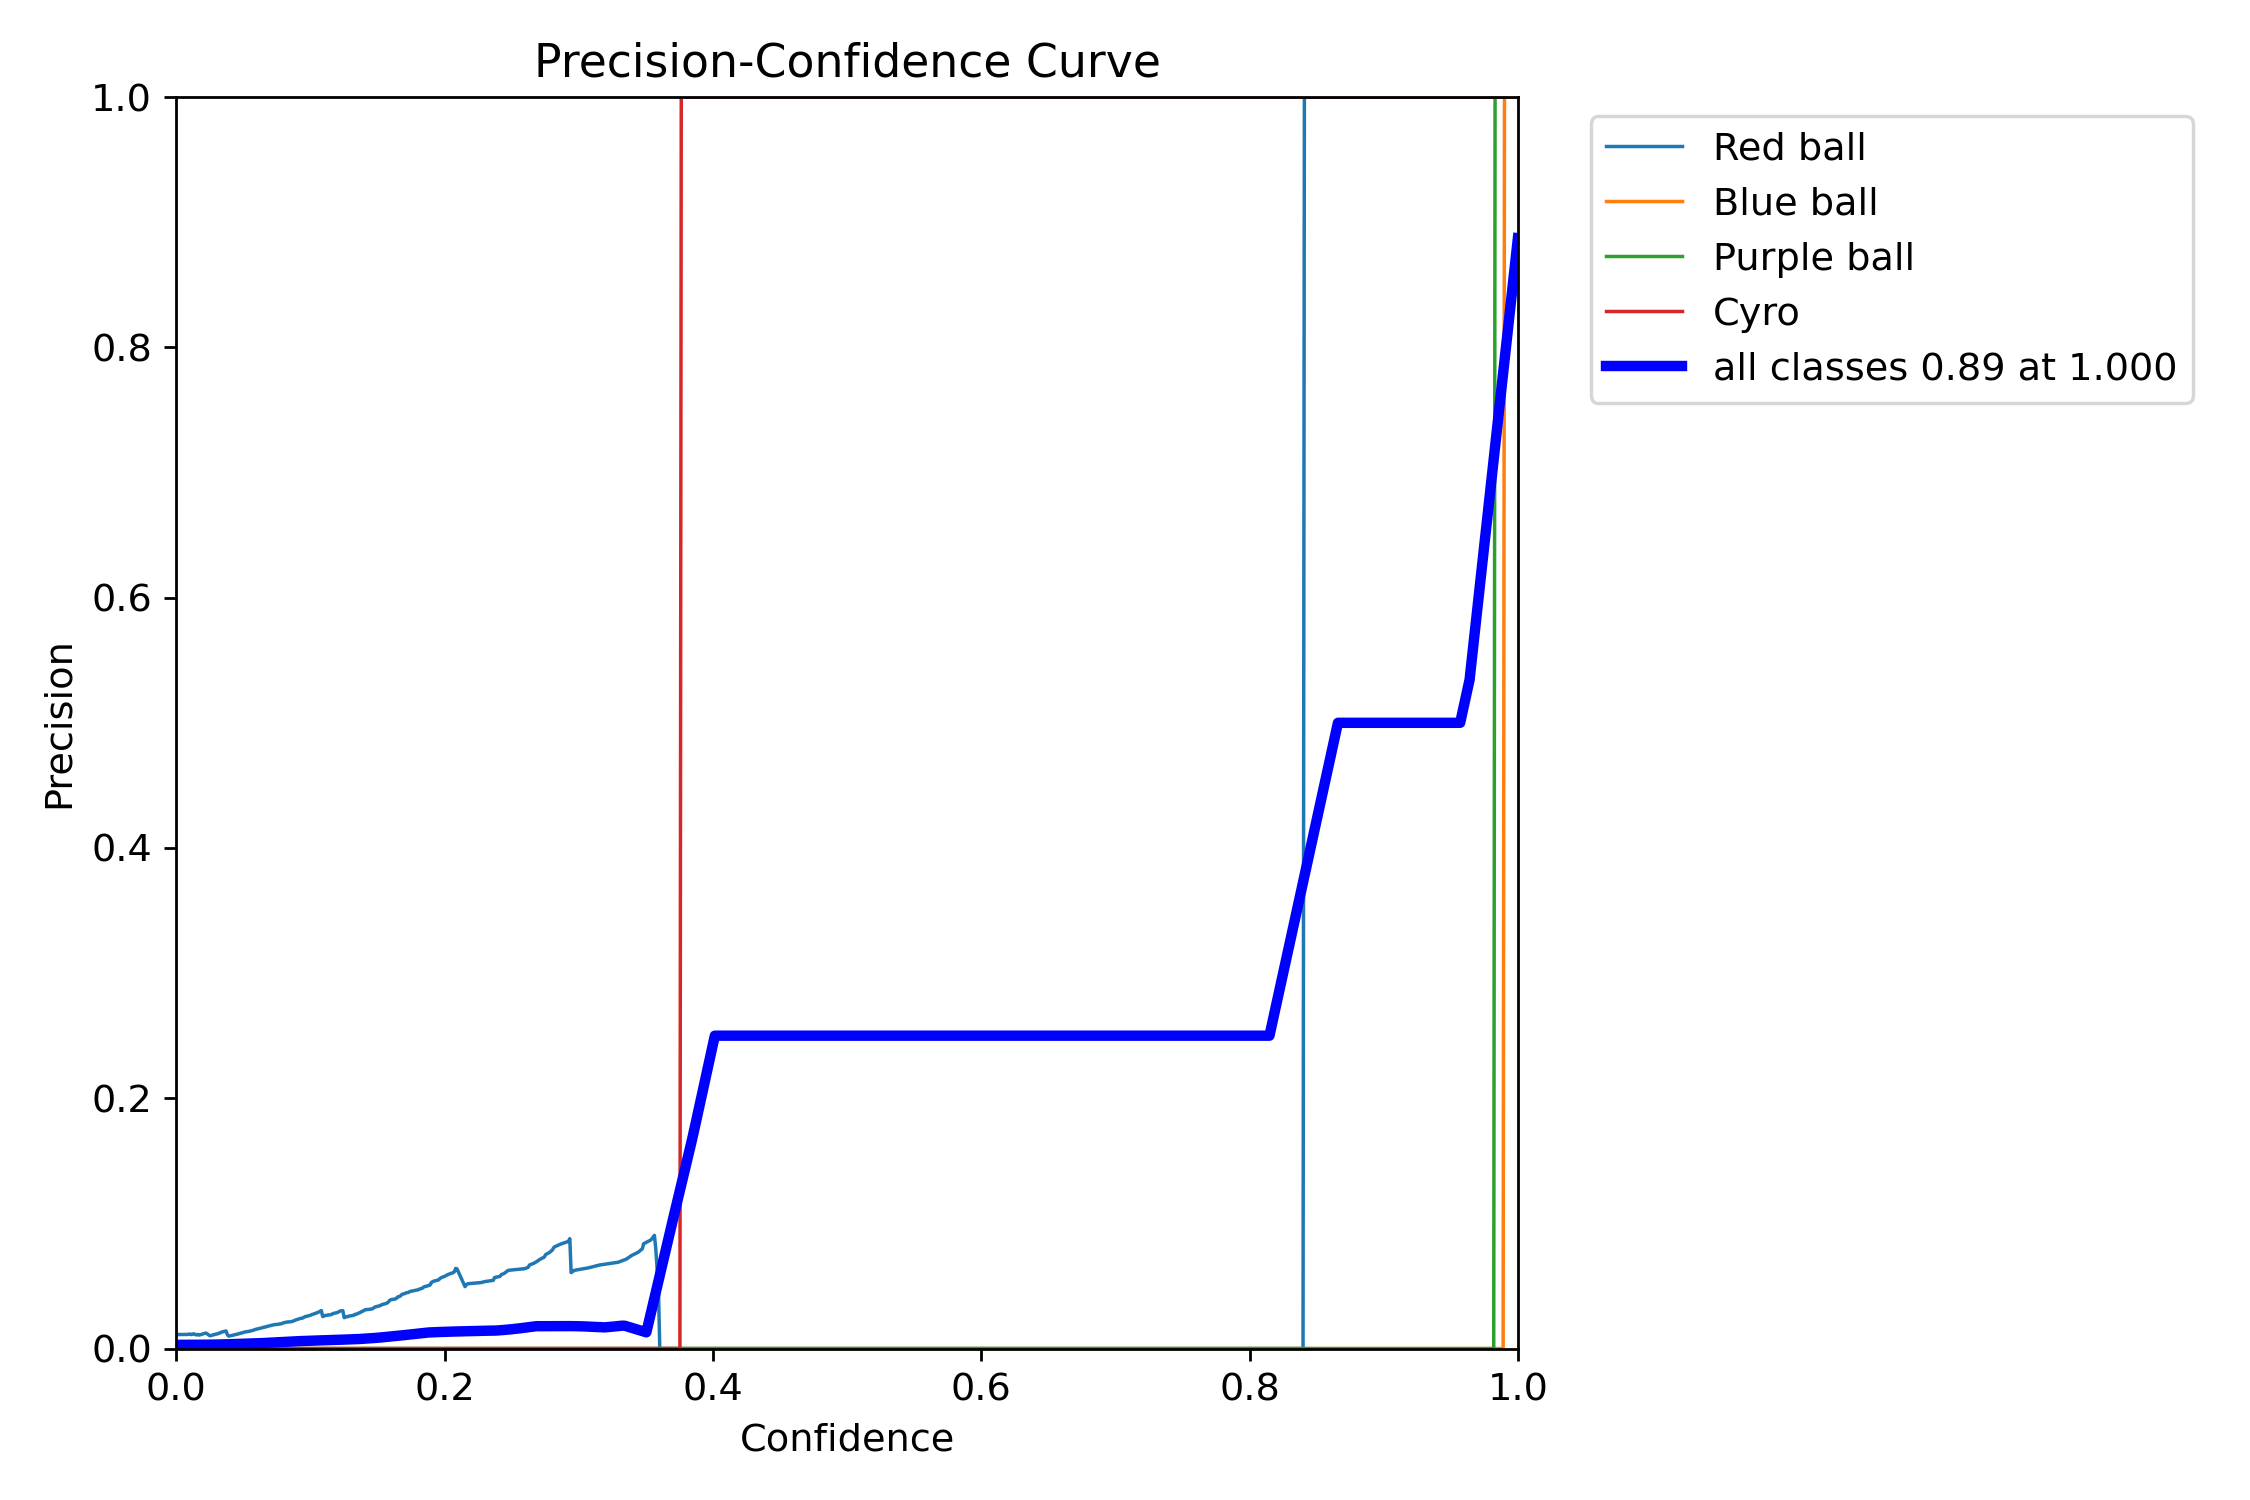 Precision-Confidence Curve
1.0
0.8
0.6
0.4
0.2
0.0
Precision
0.0 0.2 0.4 0.6 0.8 1.0
Confidence
Red ball
Blue ball
Purple ball
Cyro
all classes 0.89 at 1.000